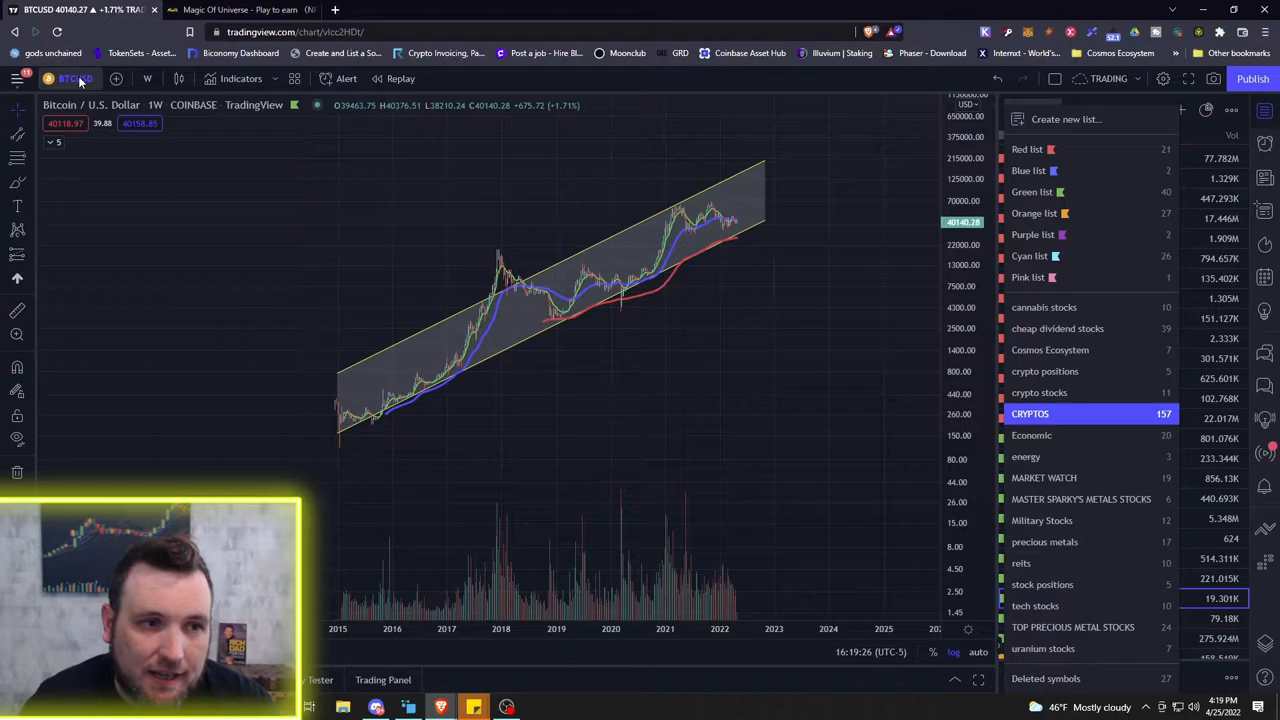 BTCUSD 40140.27 ▲ +1.71% TRA
Magic Of Universe - Play to earn
tradingview.com/chart/vIcc2HDt/
gods unchained
TokenSets - Asset...
Biconomy Dashboard
Create and List a So...
Crypto Invoicing, Pa...
Post a job - Hire Bl...
Moonclub
GRD
Coinbase Asset Hub
Illuvium | Staking
Phaser - Download
Internxt - World's t...
Cosmos Ecosystem
Other bookmarks
11
BTCUSD
W
Indicators
Alert
Replay
TRADING
Publish
Bitcoin / U.S. Dollar · 1W · COINBASE · TradingView
O39463.75 H40376.51 L38210.24 C40140.28 +675.72 (+1.71%)
40118.97 39.88 40158.85
5
USD
650000.00
375000.00
215000.00
125000.00
70000.00
40140.28
22000.00
13000.00
7500.00
4300.00
2500.00
1400.00
800.00
440.00
260.00
150.00
80.00
44.00
26.00
15.00
8.00
4.50
2.50
1.45
2015 2016 2017 2018 2019 2020 2021 2022 2023 2024 2025
16:19:26 (UTC-5) % log auto
Tester
Trading Panel
Create new list...
Red list 21
Blue list 2
Green list 40
Orange list 27
Purple list 1
Cyan list 26
Pink list 1
cannabis stocks 7
cheap dividend stocks 39
Cosmos Ecosystem 7
crypto positions 5
crypto stocks 11
CRYPTOS 157
Economic 20
energy 3
MARKET WATCH 8
MASTER SPARKY'S METALS STOCKS 6
Military Stocks 12
precious metals 17
reits 10
stock positions 5
tech stocks 10
TOP PRECIOUS METAL STOCKS 24
uranium stocks 7
Deleted symbols 27
Vol
77.782M
1.329K
447.293K
17.446M
1.909M
794.657K
135.402K
1.305M
151.127K
2.333K
301.571K
625.601K
102.768K
22.017M
801.076K
233.344K
856.13K
440.693K
5.348M
624
514.311K
221.015K
19.301K
79.18K
275.924M
RICH
DAD
46°F Mostly cloudy
4:19 PM
4/25/2022